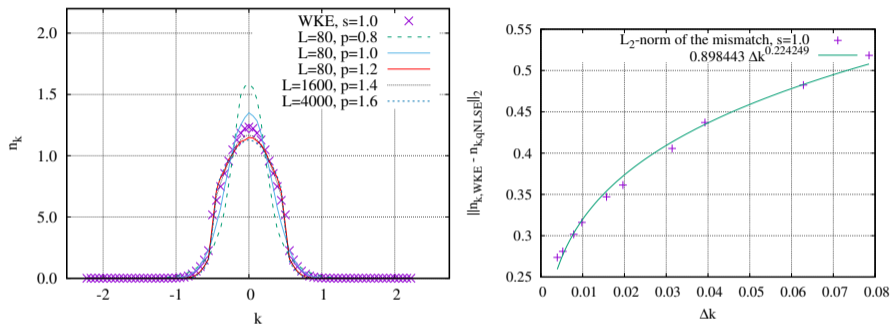 WKE, s=1.0
L=80, p=0.8
L=80, p=1.0
L=80, p=1.2
L=1600, p=1.4
L=4000, p=1.6
2.0
1.5
1.0
5.0
0.0
n_k
-2
-1
0
1
2
k
L₂-norm of the mismatch, s=1.0
0.898443 Δk^0.224249
0.55
0.5
0.45
0.4
0.35
0.3
0.25
||n_k,WKE - n_k,qNLSE||₂
0
0.01
0.02
0.03
0.04
0.05
0.06
0.07
0.08
Δk